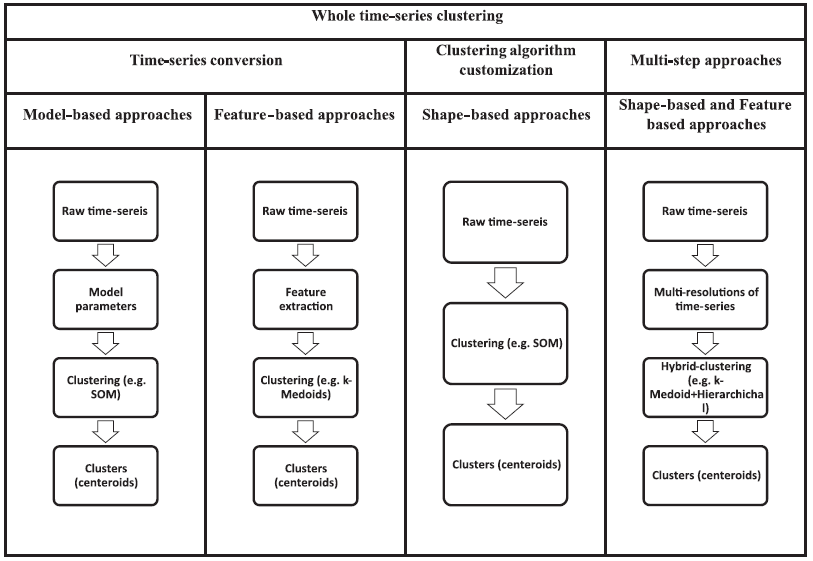 Whole time-series clustering
Time-series conversion
Clustering algorithm
customization
Multi-step approaches
Model-based approaches
Feature-based approaches
Shape-based approaches
Shape-based and Feature
based approaches
Raw time-sereis
Model
parameters
Clustering (e.g.
SOM)
Clusters
(centeroids)
Raw time-sereis
Feature
extraction
Clustering (e.g. k-
Medoids)
Clusters
(centeroids)
Raw time-sereis
Clustering (e.g. SOM)
Clusters (centeroids)
Raw time-sereis
Multi-resolutions of
time-series
Hybrid-clustering
(e.g. k-
Medoid+Hierarchicha
l)
Clusters (centeroids)